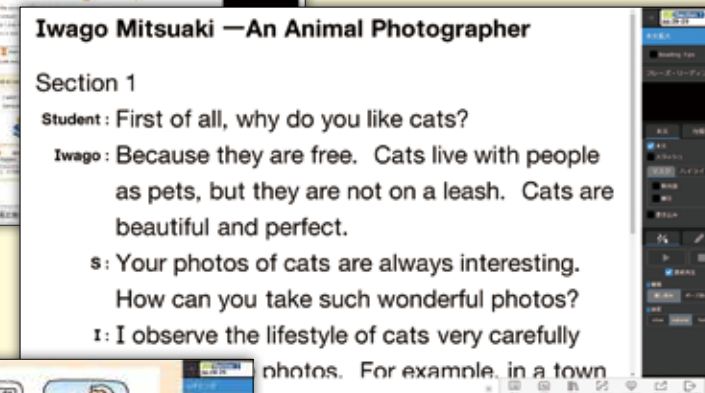 Iwago Mitsuaki —An Animal Photographer
Section 1
Student : First of all, why do you like cats?
Iwago : Because they are free. Cats live with people
as pets, but they are not on a leash. Cats are
beautiful and perfect.
S : Your photos of cats are always interesting.
How can you take such wonderful photos?
I : I observe the lifestyle of cats very carefully
photos. For example, in a town